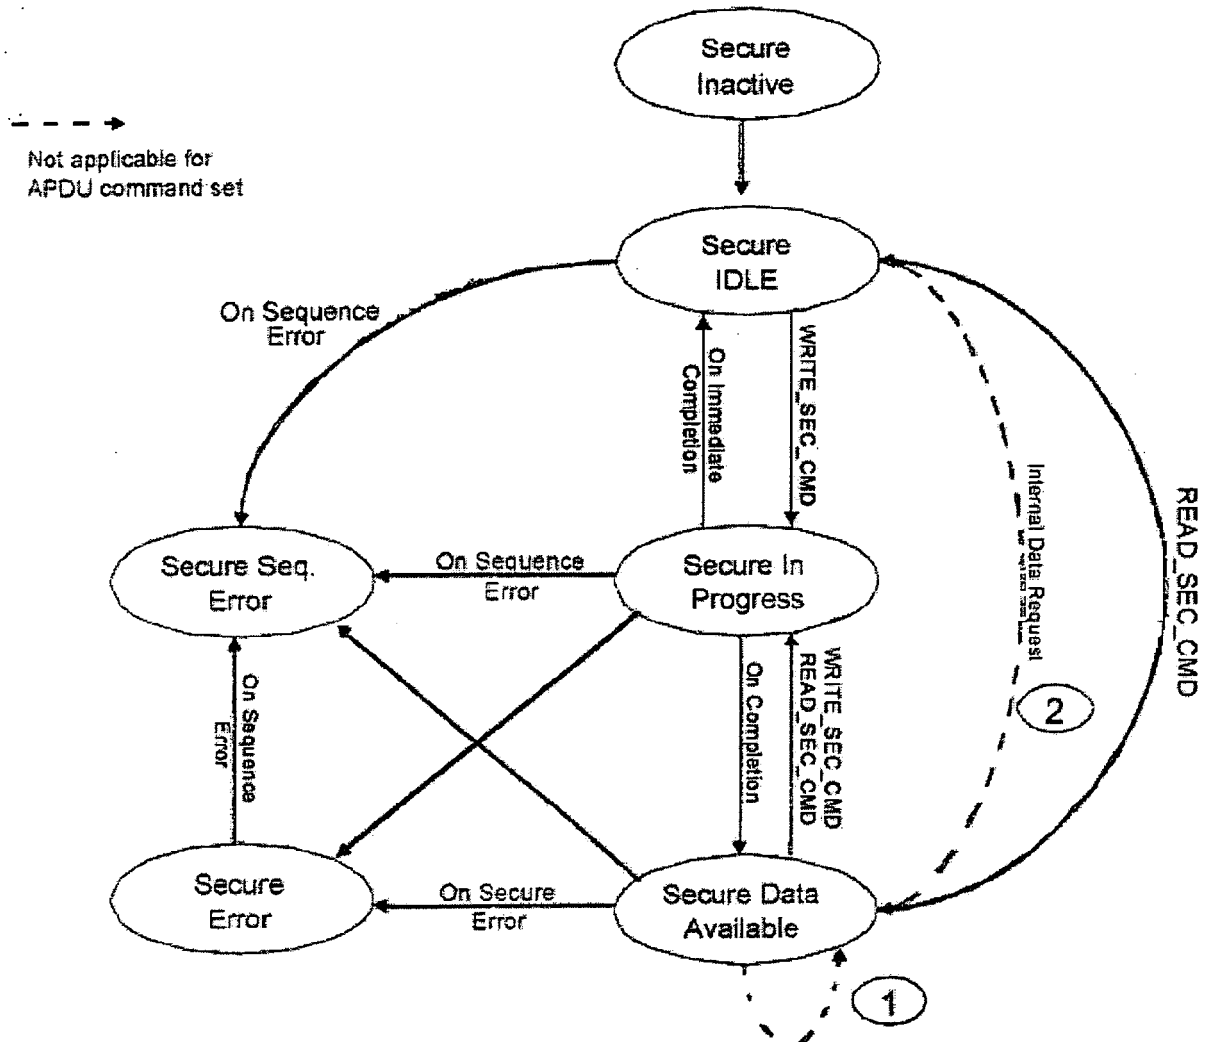 Secure
Inactive
Not applicable for
APDU command set
Secure
IDLE
On Sequence
Error
On Immediate
Completion
WRITE_SEC_CMD
Internal Data Request
READ_SEC_CMD
Secure Seq.
Error
On Sequence
Error
Secure In
Progress
On Sequence
Error
On Completion
WRITE_SEC_CMD
READ_SEC_CMD
2
Secure
Error
On Secure
Error
Secure Data
Available
1